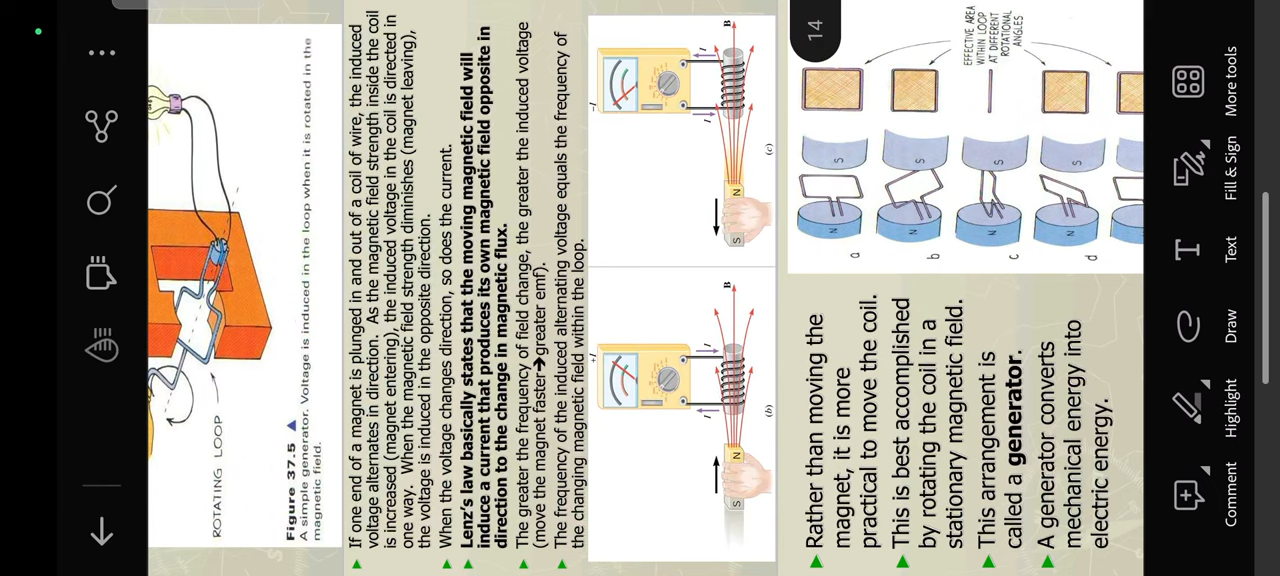 ROTATING LOOP
Figure 37.5 ▲
A simple generator. Voltage is induced in the loop when it is rotated in the
magnetic field.
► If one end of a magnet is plunged in and out of a coil of wire, the induced
voltage alternates in direction. As the magnetic field strength inside the coil
is increased (magnet entering), the induced voltage in the coil is directed in
one way. When the magnetic field strength diminishes (magnet leaving),
the voltage is induced in the opposite direction.
► When the voltage changes direction, so does the current.
► Lenz's law basically states that the moving magnetic field will
induce a current that produces its own magnetic field opposite in
direction to the change in magnetic flux.
► The greater the frequency of field change, the greater the induced voltage
(move the magnet faster➔greater emf).
► The frequency of the induced alternating voltage equals the frequency of
the changing magnetic field within the loop.
+I
I
I
S
N
B
(b)
−I
I
I
S
N
B
(c)
14
► Rather than moving the
magnet, it is more
practical to move the coil.
► This is best accomplished
by rotating the coil in a
stationary magnetic field.
► This arrangement is
called a generator.
► A generator converts
mechanical energy into
electric energy.
EFFECTIVE AREA
WITHIN LOOP
AT DIFFERENT
ROTATIONAL
ANGLES
a
N
S
b
N
S
c
N
S
d
N
S
Comment
Highlight
Draw
Text
Fill & Sign
More tools